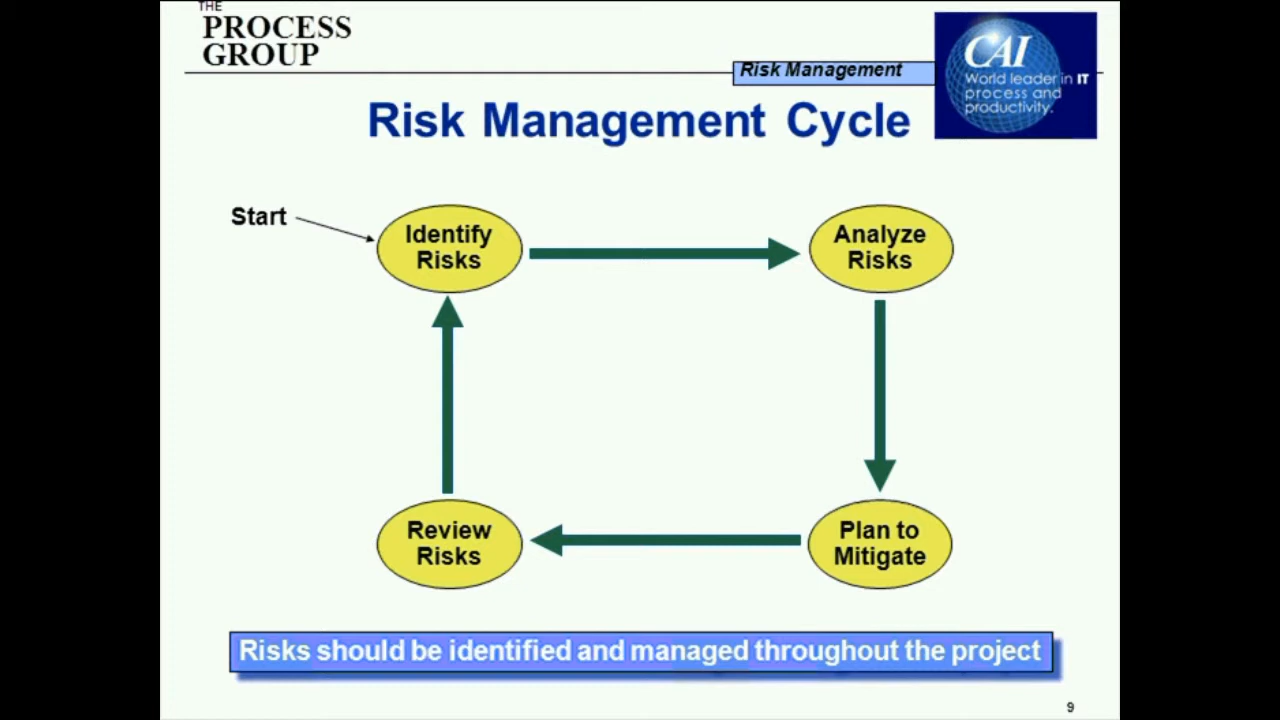 THE
PROCESS
GROUP
Risk Management
CAI
World leader in IT
process and
productivity.
Risk Management Cycle
Start
Identify
Risks
Analyze
Risks
Review
Risks
Plan to
Mitigate
Risks should be identified and managed throughout the project
9